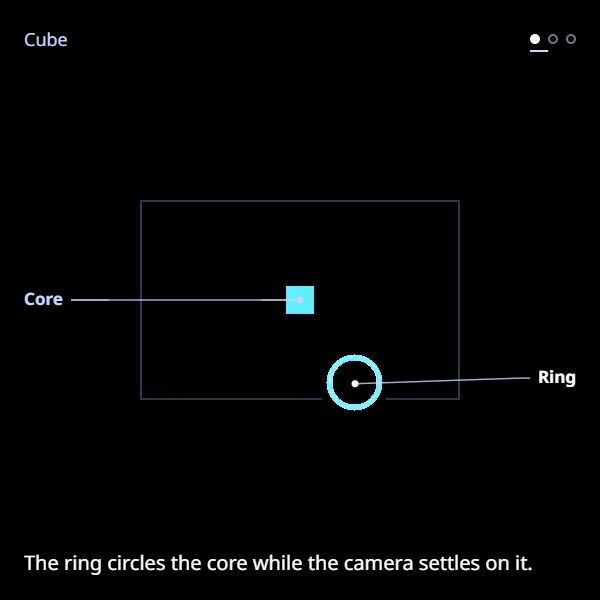 Cube
Core
Ring
The ring circles the core while the camera settles on it.